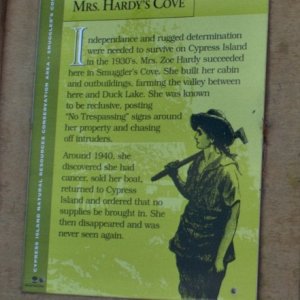 MRS. HARDY'S COVE
Independence and rugged determination
were needed to survive on Cypress Island
in the 1930's. Mrs. Zoe Hardy succeeded
here in Smuggler's Cove. She built her cabin
and outbuildings, farming the valley between
here and Duck Lake. She was known
to be reclusive, posting
"No Trespassing" signs around
her property and chasing
off intruders.
Around 1940, she
discovered she had
cancer, sold her boat,
returned to Cypress
Island and ordered that no
supplies be brought in. She
then disappeared and was
never seen again.
CYPRESS ISLAND NATURAL RESOURCES CONSERVATION AREA - SMUGGLER'S CO